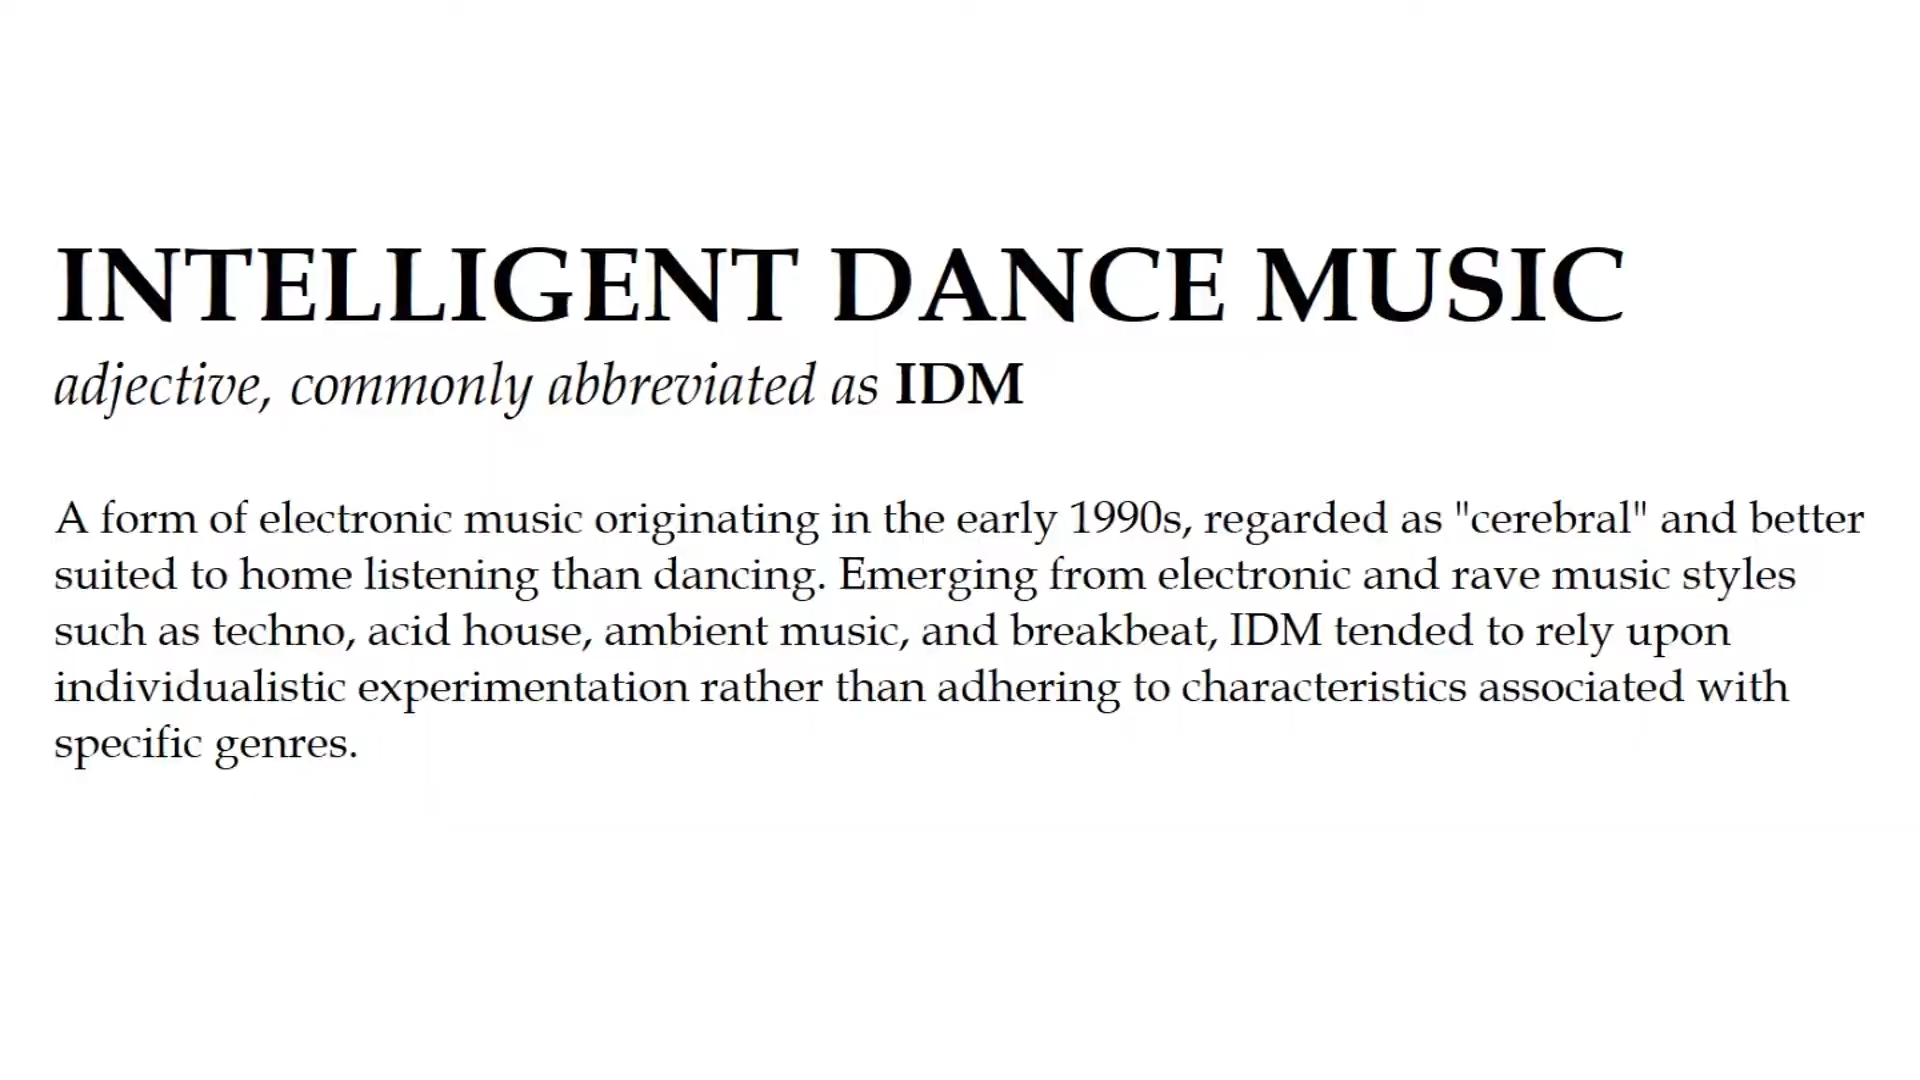 INTELLIGENT DANCE MUSIC
adjective, commonly abbreviated as IDM
A form of electronic music originating in the early 1990s, regarded as "cerebral" and better
suited to home listening than dancing. Emerging from electronic and rave music styles
such as techno, acid house, ambient music, and breakbeat, IDM tended to rely upon
individualistic experimentation rather than adhering to characteristics associated with
specific genres.